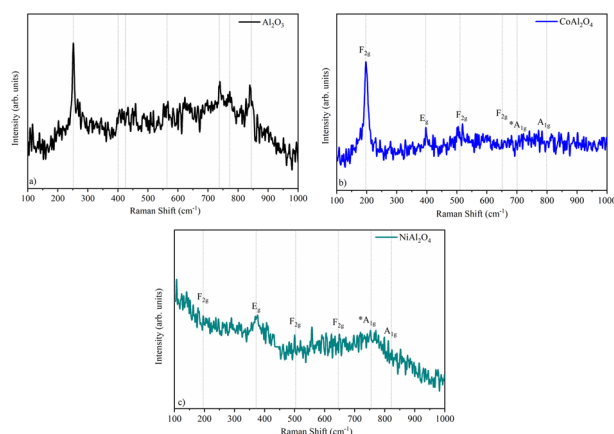 Al₂O₃
Intensity (arb. units)
a)
100 200 300 400 500 600 700 800 900 1000
Raman Shift (cm⁻¹)
CoAl₂O₄
F₂g
Eg
F₂g
F₂g
*A₁g
A₁g
Intensity (arb. units)
b)
100 200 300 400 500 600 700 800 900 1000
Raman Shift (cm⁻¹)
NiAl₂O₄
F₂g
Eg
F₂g
F₂g
*A₁g
A₁g
Intensity (arb. units)
c)
100 200 300 400 500 600 700 800 900 1000
Raman Shift (cm⁻¹)